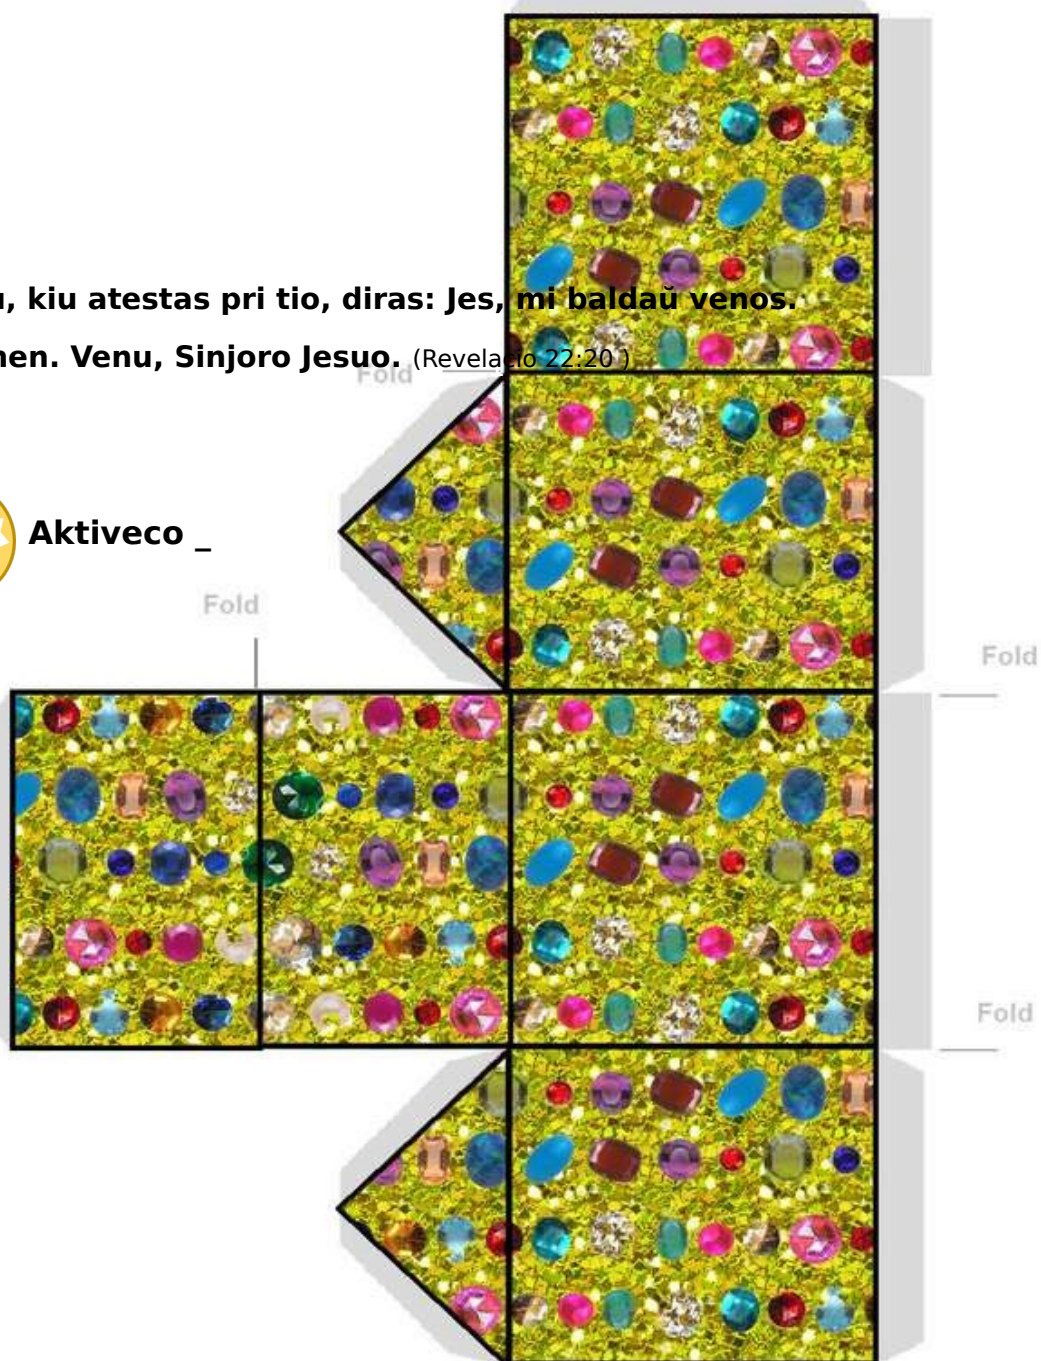 , kiu atestas pri tio, diras: Jes, mi baldaŭ venos.
en. Venu, Sinjoro Jesuo. (Revelacio 22:20 )
Fold
Aktiveco _
Fold
Fold
Fold